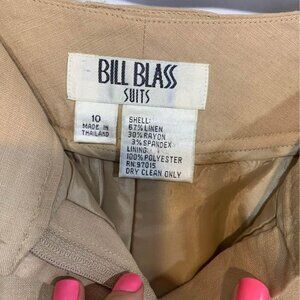 BILL BLASS
SUITS
10
MADE IN
THAILAND
SHELL:
67% LINEN
30% RAYON
3% SPANDEX
LINING:
100% POLYESTER
RN: 97015
DRY CLEAN ONLY